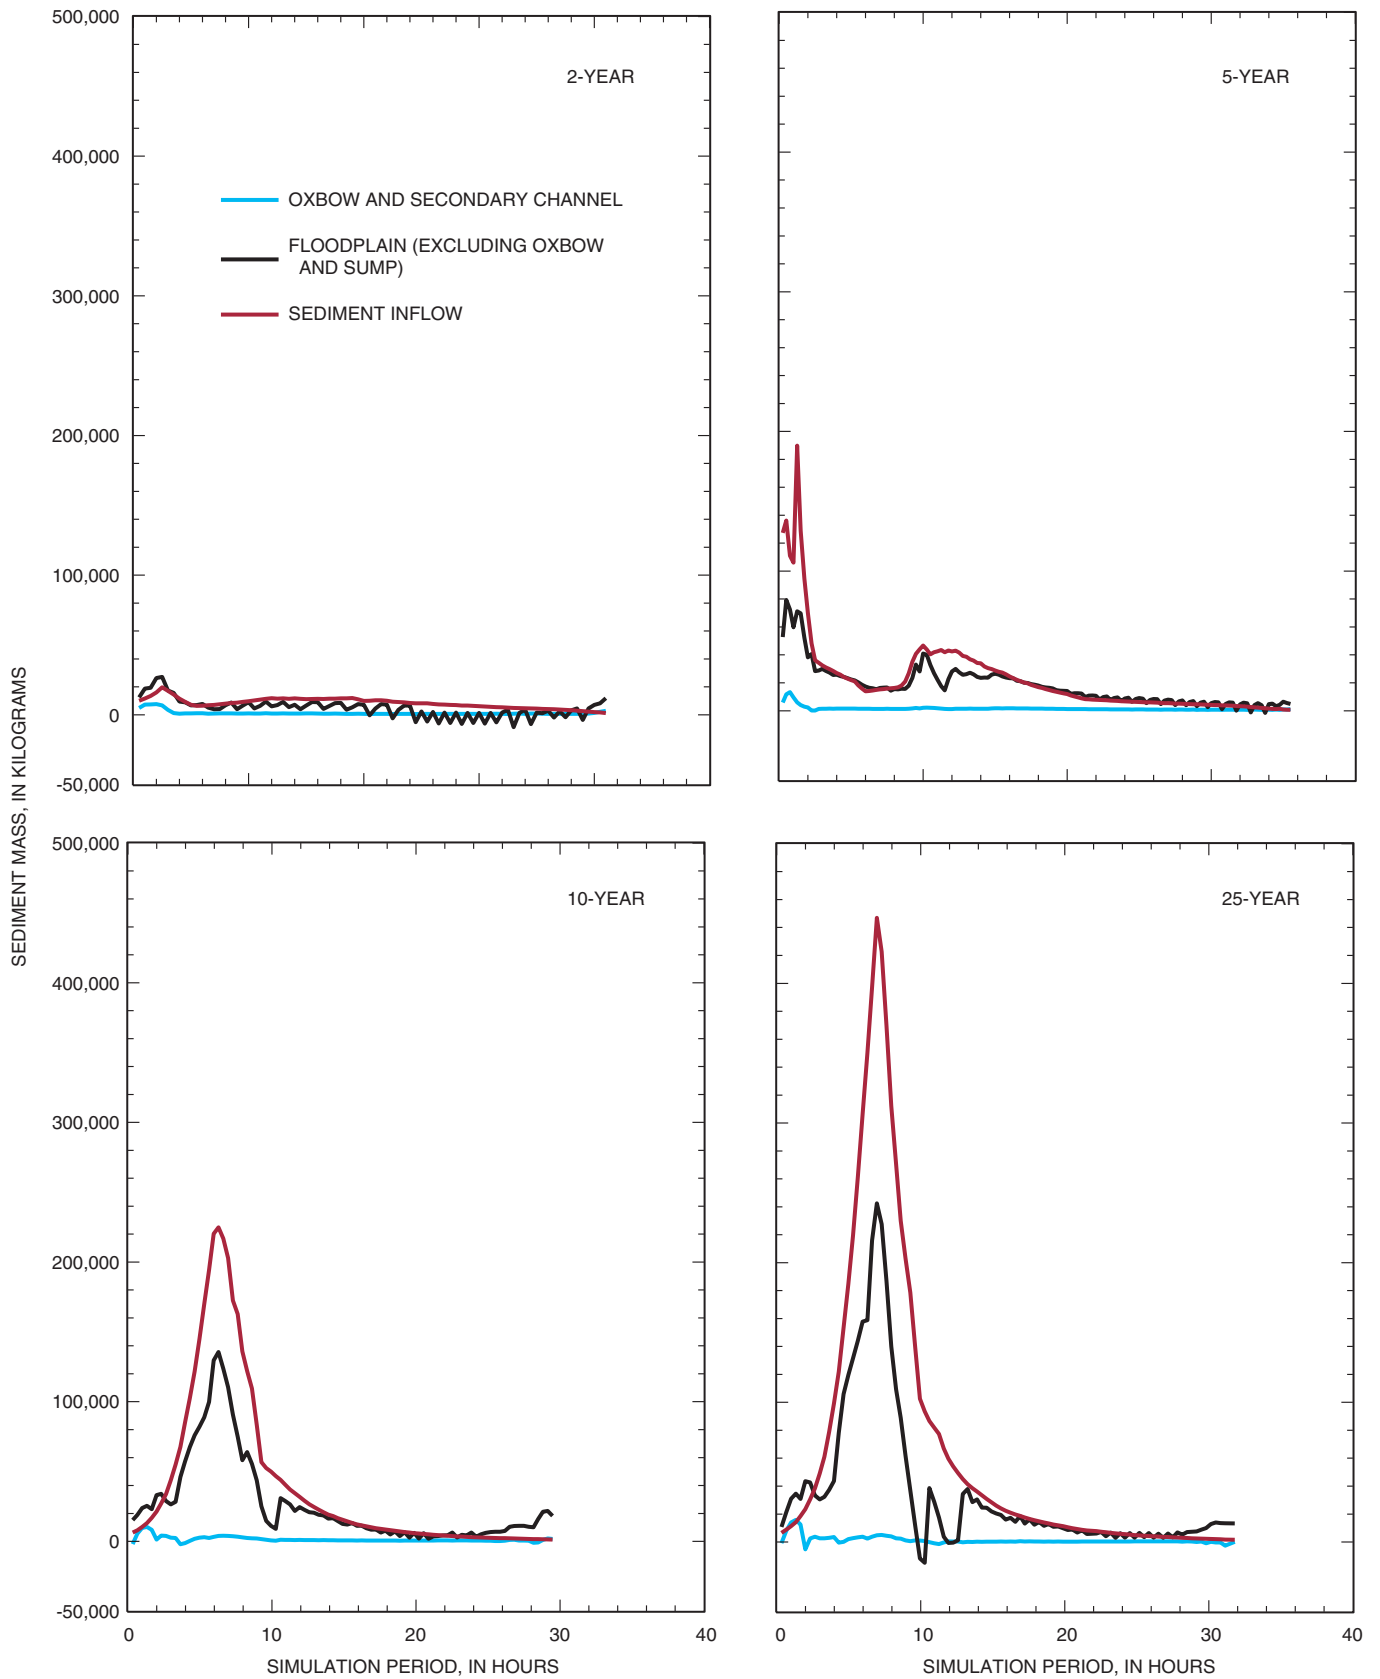 500,000
400,000
300,000
200,000
100,000
0
-50,000
2-YEAR
OXBOW AND SECONDARY CHANNEL
FLOODPLAIN (EXCLUDING OXBOW
AND SUMP)
SEDIMENT INFLOW
5-YEAR
SEDIMENT MASS, IN KILOGRAMS
500,000
400,000
300,000
200,000
100,000
0
-50,000
10-YEAR
0
10
20
30
40
SIMULATION PERIOD, IN HOURS
25-YEAR
0
10
20
30
40
SIMULATION PERIOD, IN HOURS